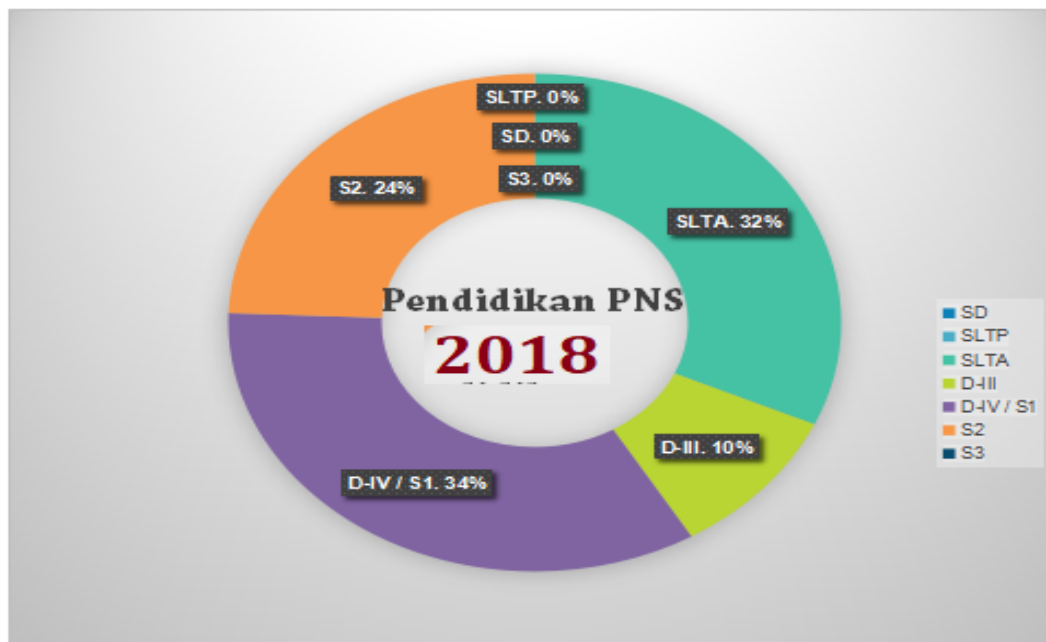 SLTP. 0%
SD. 0%
S3. 0%
S2. 24%
SLTA. 32%
Pendidikan PNS
2018
D-III. 10%
D-IV / S1. 34%
SD
SLTP
SLTA
D-III
D-IV / S1
S2
S3